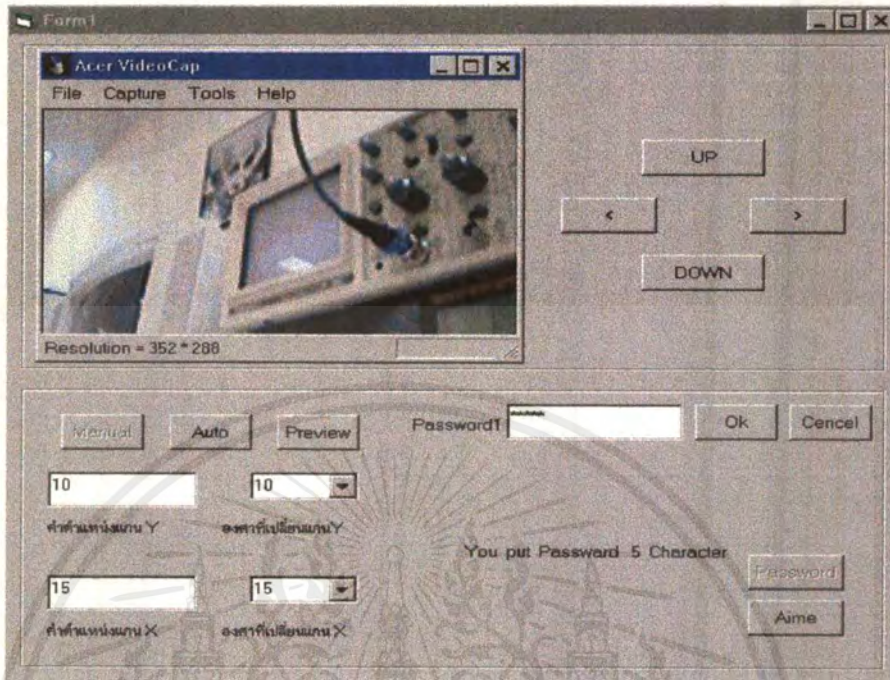 Form1
Acer VideoCap
File Capture Tools Help
UP
< >
DOWN
Resolution = 352 * 288
Manual Auto Preview
Password1 ***** Ok Cencel
10 10
ค่าตำแหน่งแกน Y องศาที่เปลี่ยนแกนY
You put Password 5 Character
Password
15 15
Aime
ค่าตำแหน่งแกน X องศาที่เปลี่ยนแกน X